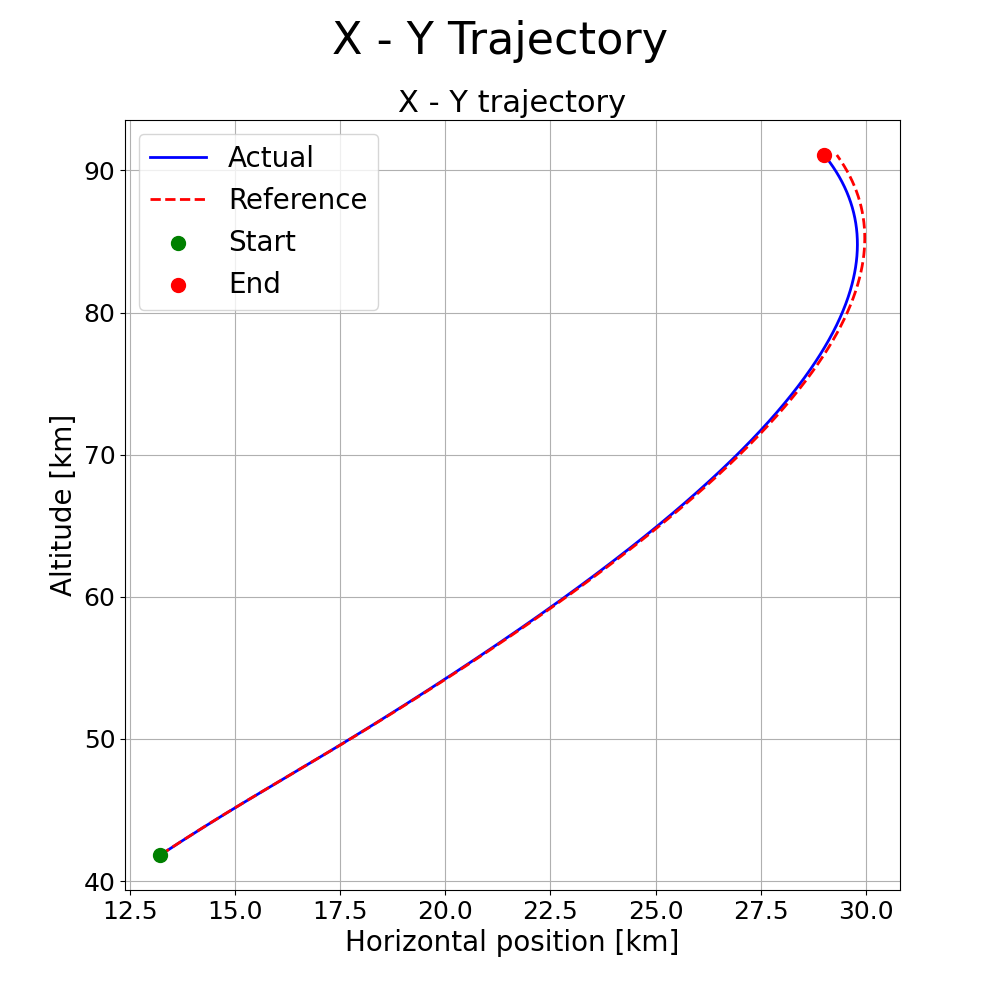 X - Y Trajectory
X - Y trajectory
Actual
Reference
Start
End
90
80
70
60
50
40
Altitude [km]
12.5 15.0 17.5 20.0 22.5 25.0 27.5 30.0
Horizontal position [km]